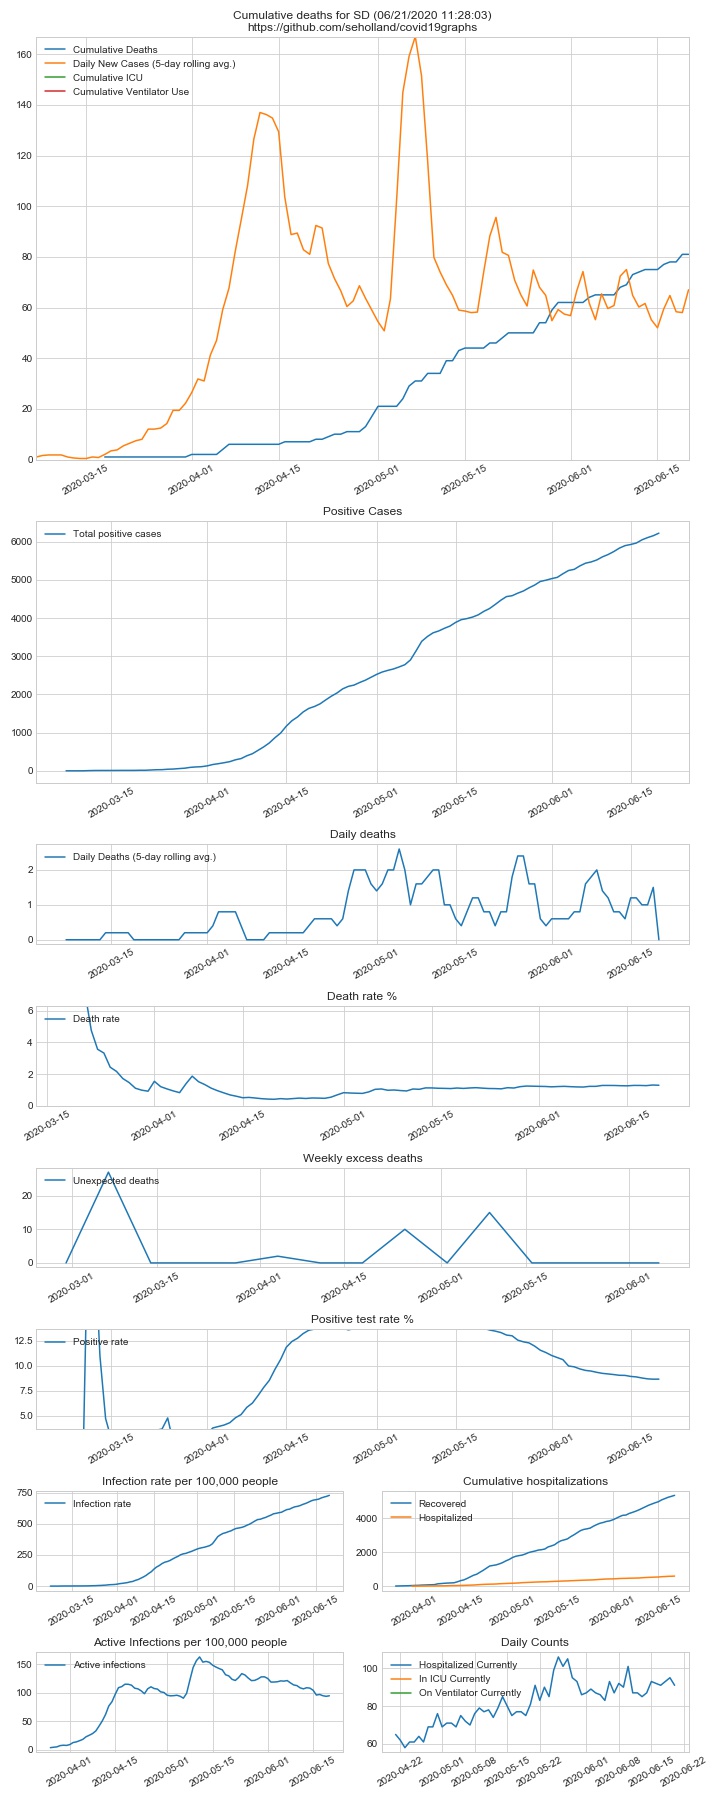 Cumulative deaths for SD (06/21/2020 11:28:03)
https://github.com/seholland/covid19graphs
Cumulative Deaths
Daily New Cases (5-day rolling avg.)
Cumulative ICU
Cumulative Ventilator Use
160
140
120
100
80
60
40
20
0
2020-03-15 2020-04-01 2020-04-15 2020-05-01 2020-05-15 2020-06-01 2020-06-15
Positive Cases
Total positive cases
6000
5000
4000
3000
2000
1000
0
2020-03-15 2020-04-01 2020-04-15 2020-05-01 2020-05-15 2020-06-01 2020-06-15
Daily deaths
Daily Deaths (5-day rolling avg.)
2
1
0
2020-03-15 2020-04-01 2020-04-15 2020-05-01 2020-05-15 2020-06-01 2020-06-15
Death rate %
Death rate
6
4
2
0
2020-03-15 2020-04-01 2020-04-15 2020-05-01 2020-05-15 2020-06-01 2020-06-15
Weekly excess deaths
Unexpected deaths
20
10
0
2020-03-01 2020-03-15 2020-04-01 2020-04-15 2020-05-01 2020-05-15 2020-06-01
Positive test rate %
Positive rate
12.5
10.0
7.5
5.0
2020-03-15 2020-04-01 2020-04-15 2020-05-01 2020-05-15 2020-06-01 2020-06-15
Infection rate per 100,000 people
Infection rate
750
500
250
0
2020-03-15 2020-04-01 2020-04-15 2020-05-01 2020-05-15 2020-06-01 2020-06-15
Cumulative hospitalizations
Recovered
Hospitalized
4000
2000
0
2020-04-01 2020-04-15 2020-05-01 2020-05-15 2020-06-01 2020-06-15
Active Infections per 100,000 people
Active infections
150
100
50
0
2020-04-01 2020-04-15 2020-05-01 2020-05-15 2020-06-01 2020-06-15
Daily Counts
Hospitalized Currently
In ICU Currently
On Ventilator Currently
100
80
60
2020-04-22 2020-05-01 2020-05-08 2020-05-15 2020-05-22 2020-06-01 2020-06-08 2020-06-15 2020-06-22